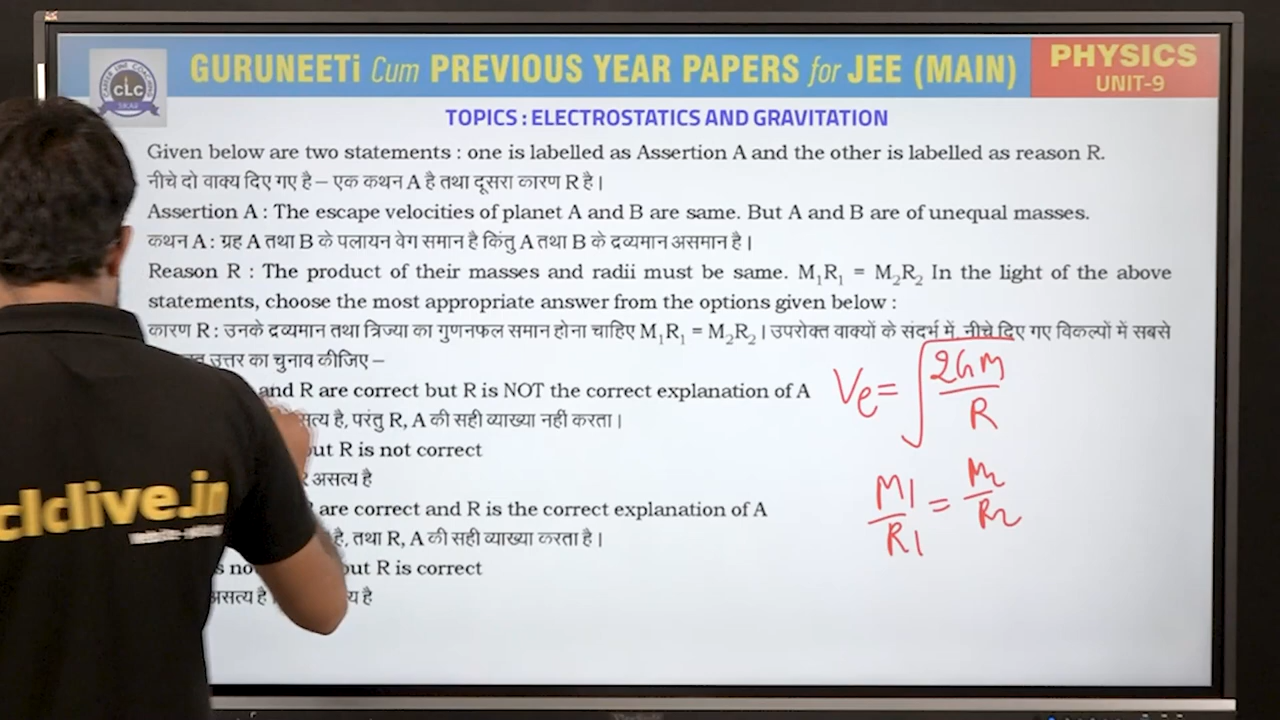 GURUNEETi Cum PREVIOUS YEAR PAPERS for JEE (MAIN)
PHYSICS
UNIT-9
CAREER LINE COACHING
CLC
SIKAR
TOPICS : ELECTROSTATICS AND GRAVITATION
Given below are two statements : one is labelled as Assertion A and the other is labelled as reason R.
नीचे दो वाक्य दिए गए है – एक कथन A है तथा दूसरा कारण R है।
Assertion A : The escape velocities of planet A and B are same. But A and B are of unequal masses.
कथन A : ग्रह A तथा B के पलायन वेग समान है किंतु A तथा B के द्रव्यमान असमान है।
Reason R : The product of their masses and radii must be same. M₁R₁ = M₂R₂ In the light of the above
statements, choose the most appropriate answer from the options given below :
कारण R : उनके द्रव्यमान तथा त्रिज्या का गुणनफल समान होना चाहिए M₁R₁ = M₂R₂ । उपरोक्त वाक्यों के संदर्भ में, नीचे दिए गए विकल्पों में सबसे
उत्तर का चुनाव कीजिए –
and R are correct but R is NOT the correct explanation of A
सत्य है, परंतु R, A की सही व्याख्या नहीं करता।
but R is not correct
R असत्य है
are correct and R is the correct explanation of A
है, तथा R, A की सही व्याख्या करता है।
but R is correct
असत्य है
है
Ve = √2GM/R
M1/R1 = M2/R2
clclive.in